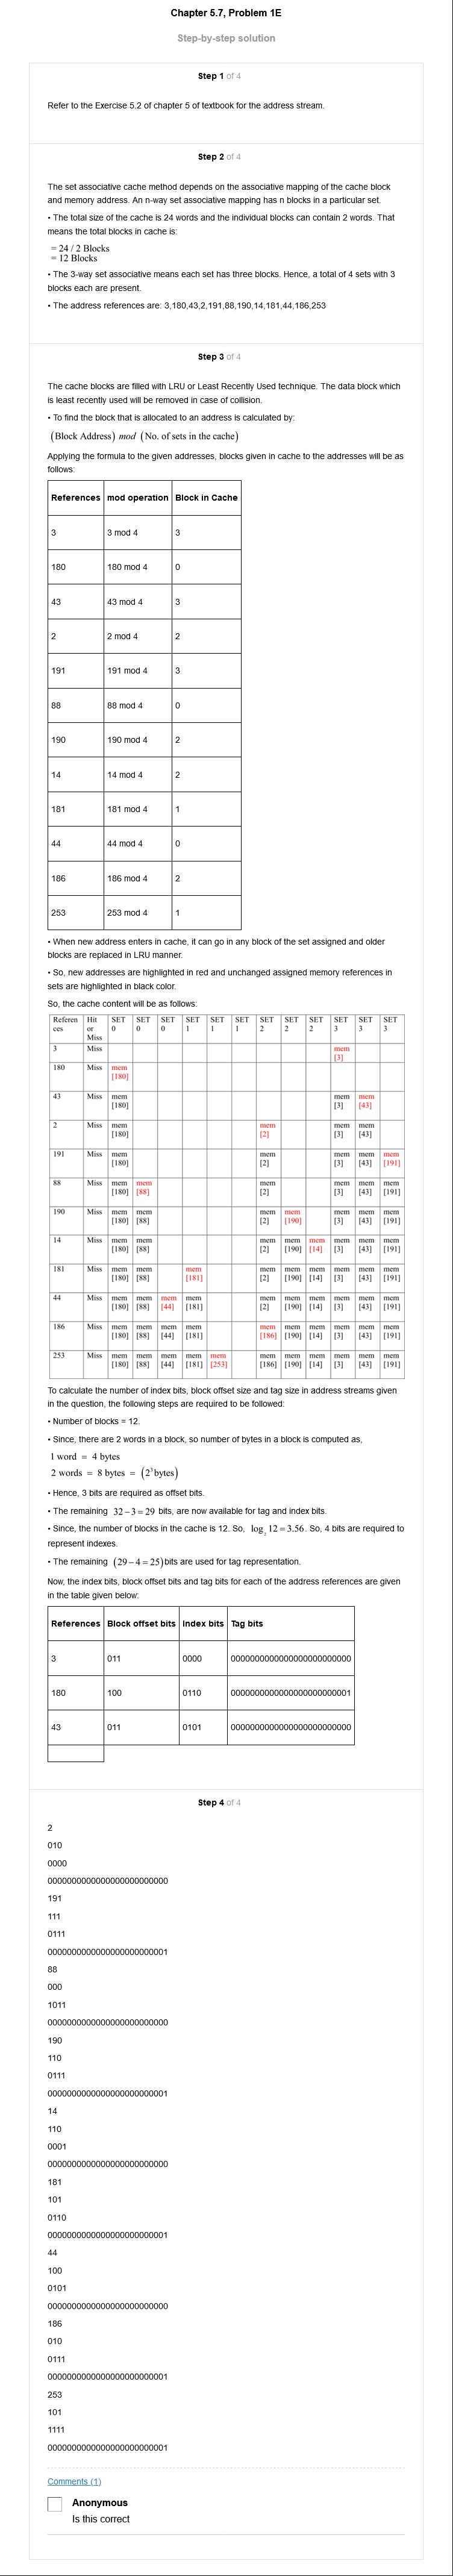 Chapter 5.7, Problem 1E
Step-by-step solution
Step 1 of 4
Refer to the Exercise 5.2 of chapter 5 of textbook for the address stream.
Step 2 of 4
The set associative cache method depends on the associative mapping of the cache block
and memory address. An n-way set associative mapping has n blocks in a particular set.
• The total size of the cache is 24 words and the individual blocks can contain 2 words. That
means the total blocks in cache is:
= 24 / 2 Blocks
= 12 Blocks
• The 3-way set associative means each set has three blocks. Hence, a total of 4 sets with 3
blocks each are present.
• The address references are: 3,180,43,2,191,88,190,14,181,44,186,253
Step 3 of 4
The cache blocks are filled with LRU or Least Recently Used technique. The data block which
is least recently used will be removed in case of collision.
• To find the block that is allocated to an address is calculated by:
(Block Address) mod (No. of sets in the cache)
Applying the formula to the given addresses, blocks given in cache to the addresses will be as
follows:
References mod operation Block in Cache
3 3 mod 4 3
180 180 mod 4 0
43 43 mod 4 3
2 2 mod 4 2
191 191 mod 4 3
88 88 mod 4 0
190 190 mod 4 2
14 14 mod 4 2
181 181 mod 4 1
44 44 mod 4 0
186 186 mod 4 2
253 253 mod 4 1
• When new address enters in cache, it can go in any block of the set assigned and older
blocks are replaced in LRU manner.
• So, new addresses are highlighted in red and unchanged assigned memory references in
sets are highlighted in black color.
So, the cache content will be as follows:
Referen Hit SET SET SET SET SET SET SET SET SET SET SET SET
ces or 0 0 0 1 1 1 2 2 2 3 3 3
Miss
3 Miss mem
[3]
180 Miss mem
[180]
43 Miss mem mem mem
[180] [3] [43]
2 Miss mem mem mem mem
[180] [2] [3] [43]
191 Miss mem mem mem mem mem
[180] [2] [3] [43] [191]
88 Miss mem mem mem mem mem mem
[180] [88] [2] [3] [43] [191]
190 Miss mem mem mem mem mem mem mem
[180] [88] [2] [190] [3] [43] [191]
14 Miss mem mem mem mem mem mem mem mem
[180] [88] [2] [190] [14] [3] [43] [191]
181 Miss mem mem mem mem mem mem mem mem mem
[180] [88] [181] [2] [190] [14] [3] [43] [191]
44 Miss mem mem mem mem mem mem mem mem mem mem
[180] [88] [44] [181] [2] [190] [14] [3] [43] [191]
186 Miss mem mem mem mem mem mem mem mem mem mem
[180] [88] [44] [181] [186] [190] [14] [3] [43] [191]
253 Miss mem mem mem mem mem mem mem mem mem mem mem
[180] [88] [44] [181] [253] [186] [190] [14] [3] [43] [191]
To calculate the number of index bits, block offset size and tag size in address streams given
in the question, the following steps are required to be followed:
• Number of blocks = 12.
• Since, there are 2 words in a block, so number of bytes in a block is computed as,
1 word = 4 bytes
2 words = 8 bytes = (2³bytes)
• Hence, 3 bits are required as offset bits.
• The remaining 32−3=29 bits, are now available for tag and index bits.
• Since, the number of blocks in the cache is 12. So, log₂ 12=3.56. So, 4 bits are required to
represent indexes.
• The remaining (29−4=25) bits are used for tag representation.
Now, the index bits, block offset bits and tag bits for each of the address references are given
in the table given below:
References Block offset bits Index bits Tag bits
3 011 0000 0000000000000000000000000
180 100 0110 0000000000000000000000001
43 011 0101 0000000000000000000000000
Step 4 of 4
2
010
0000
0000000000000000000000000
191
111
0111
0000000000000000000000001
88
000
1011
0000000000000000000000000
190
110
0111
0000000000000000000000001
14
110
0001
0000000000000000000000000
181
101
0110
0000000000000000000000001
44
100
0101
0000000000000000000000000
186
010
0111
0000000000000000000000001
253
101
1111
0000000000000000000000001
Comments (1)
Anonymous
Is this correct